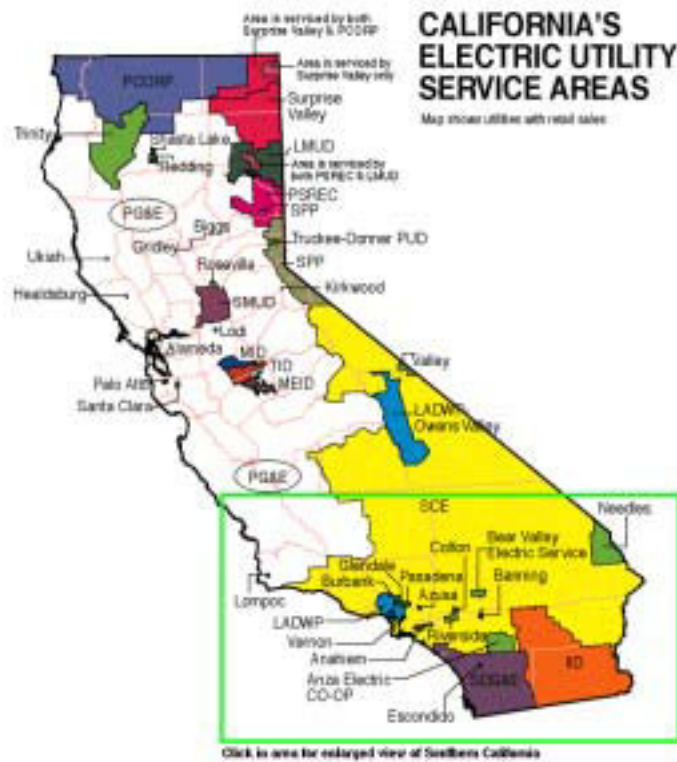 CALIFORNIA'S
ELECTRIC UTILITY
SERVICE AREAS
Map shows utilities with retail sales
Area is serviced by both
Surprise Valley & PCORP
Area is serviced by
Surprise Valley only
PCORP
Surprise
Valley
Trinity
Shasta Lake
Redding
LMUD
Area is serviced by
both PSREC & LMUD
PSREC
SPP
PG&E
Biggs
Gridley
Truckee-Donner PUD
Ukiah
Roseville
SPP
Healdsburg
Kirkwood
SMUD
Lodi
Alameda
MID
TID
MEID
Valley
Palo Alto
Santa Clara
LADWP
Owens Valley
PG&E
SCE
Needles
Bear Valley
Electric Service
Colton
Glendale
Burbank
Pasadena
Azusa
Banning
Lompoc
LADWP
Vernon
Riverside
Anaheim
Anza Electric
CO-OP
SDG&E
IID
Escondido
Click in area for enlarged view of Southern California